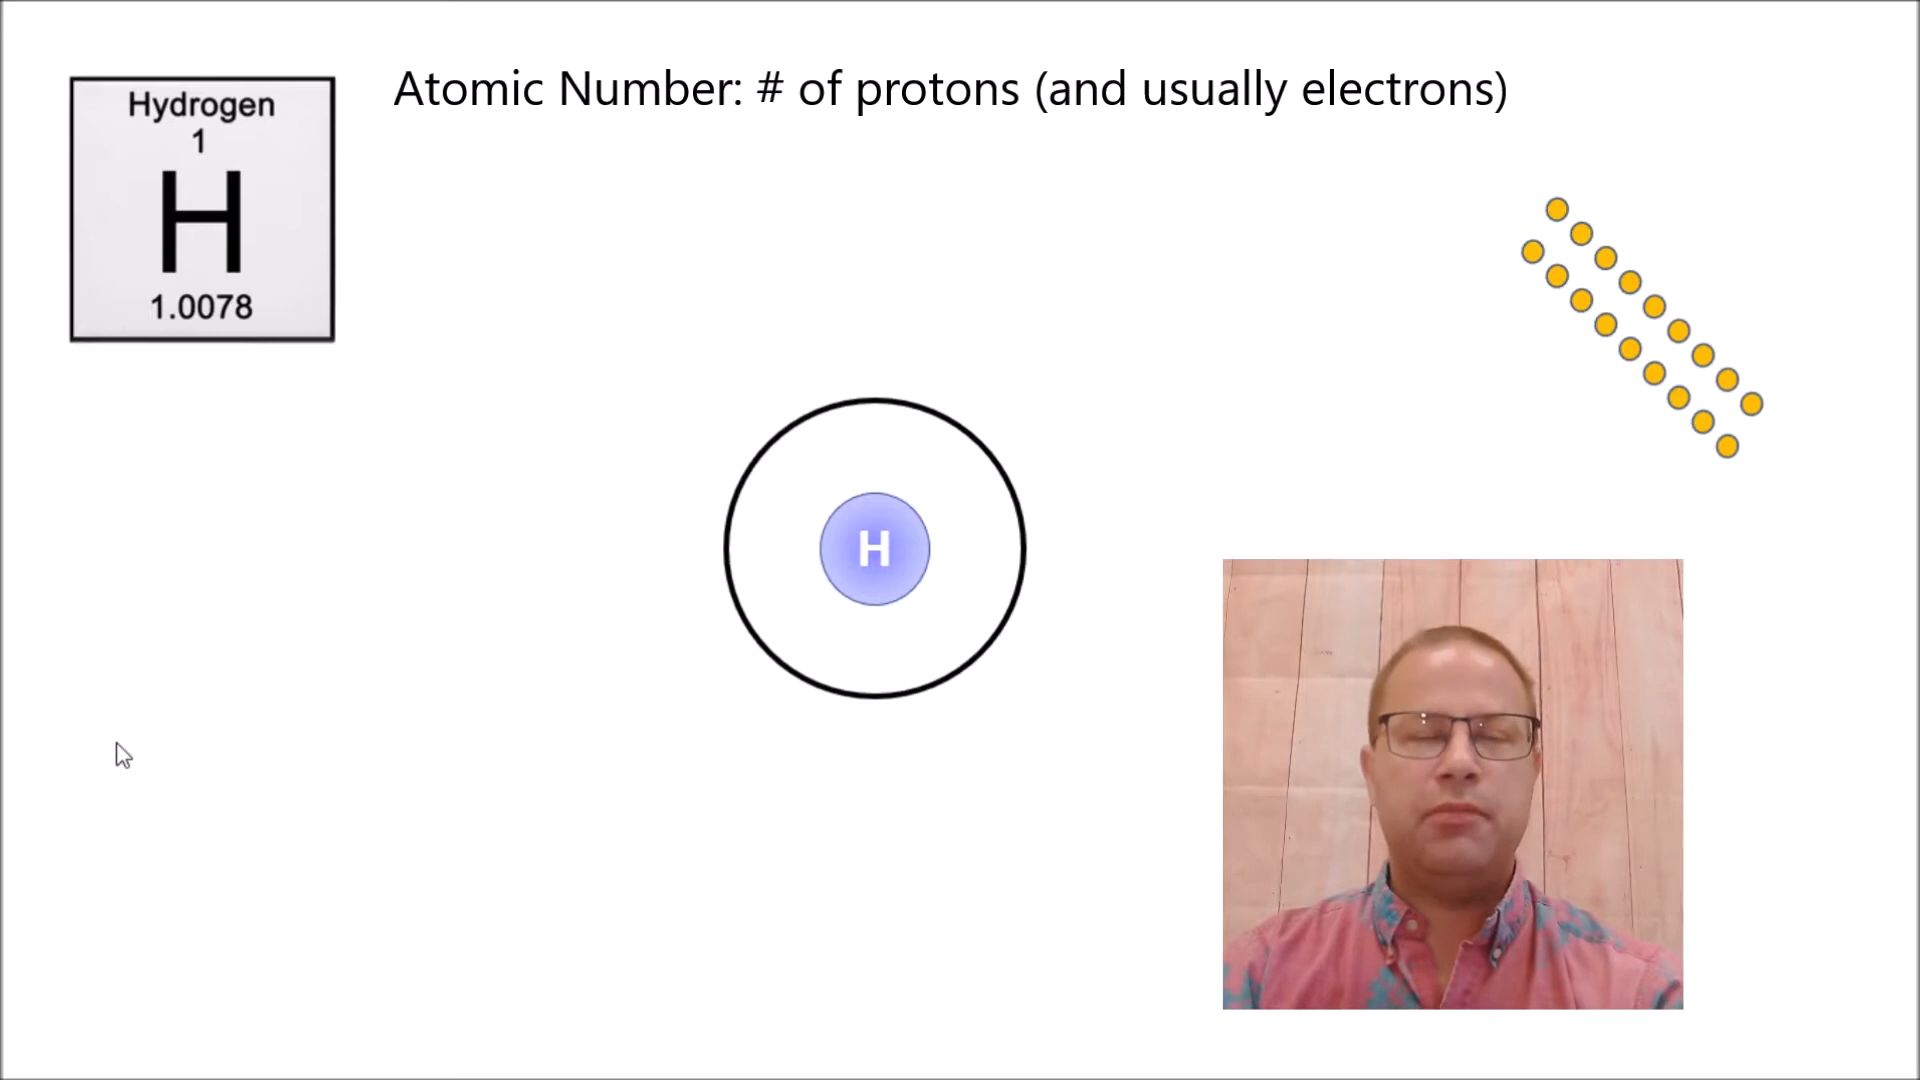 Atomic Number: # of protons (and usually electrons)
Hydrogen
1
H
1.0078
H